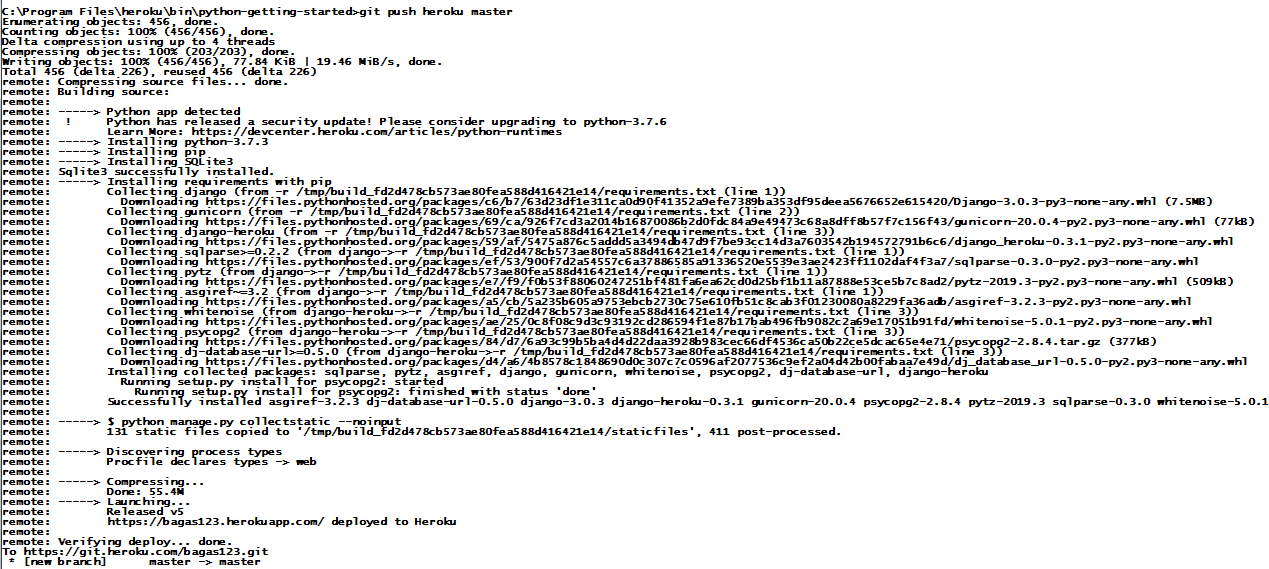 C:\Program Files\heroku\bin\python-getting-started>git push heroku master
Enumerating objects: 456, done.
Counting objects: 100% (456/456), done.
Delta compression using up to 4 threads
Compressing objects: 100% (203/203), done.
Writing objects: 100% (456/456), 77.84 KiB | 19.46 MiB/s, done.
Total 456 (delta 226), reused 456 (delta 226)
remote: Compressing source files... done.
remote: Building source:
remote:
remote: -----> Python app detected
remote:  !     Python has released a security update! Please consider upgrading to python-3.7.6
remote:        Learn More: https://devcenter.heroku.com/articles/python-runtimes
remote: -----> Installing python-3.7.3
remote: -----> Installing pip
remote: -----> Installing SQLite3
remote: Sqlite3 successfully installed.
remote: -----> Installing requirements with pip
remote:        Collecting django (from -r /tmp/build_fd2d478cb573ae80fea588d416421e14/requirements.txt (line 1))
remote:          Downloading https://files.pythonhosted.org/packages/c6/b7/63d23df1e311ca0d90f41352a9efe7389ba353df95deea5676652e615420/Django-3.0.3-py3-none-any.whl (7.5MB)
remote:        Collecting gunicorn (from -r /tmp/build_fd2d478cb573ae80fea588d416421e14/requirements.txt (line 2))
remote:          Downloading https://files.pythonhosted.org/packages/69/ca/926f7cd3a2014b16870086b2d0fdc84a9e49473c68a8dff8b57f7c156f43/gunicorn-20.0.4-py2.py3-none-any.whl (77kB)
remote:        Collecting django-heroku (from -r /tmp/build_fd2d478cb573ae80fea588d416421e14/requirements.txt (line 3))
remote:          Downloading https://files.pythonhosted.org/packages/59/af/5475a876c5addd5a3494db47d9f7be93cc14d3a7603542b194572791b6c6/django_heroku-0.3.1-py2.py3-none-any.whl
remote:        Collecting sqlparse>=0.2.2 (from django->-r /tmp/build_fd2d478cb573ae80fea588d416421e14/requirements.txt (line 1))
remote:          Downloading https://files.pythonhosted.org/packages/ef/53/900f7d2a54557c6a37886585a91336520e5539e3ae2423ff1102daf4f3a7/sqlparse-0.3.0-py2.py3-none-any.whl
remote:        Collecting pytz (from django->-r /tmp/build_fd2d478cb573ae80fea588d416421e14/requirements.txt (line 1))
remote:          Downloading https://files.pythonhosted.org/packages/e7/f9/f0b53f88060247251bf481fa6ea62cd0d25bf1b11a87888e53ce5b7c8ad2/pytz-2019.3-py2.py3-none-any.whl (509kB)
remote:        Collecting asgiref~=3.2 (from django->-r /tmp/build_fd2d478cb573ae80fea588d416421e14/requirements.txt (line 1))
remote:          Downloading https://files.pythonhosted.org/packages/a5/cb/5a235b605a9753ebcb2730c75e610fb51c8cab3f01230080a8229fa36adb/asgiref-3.2.3-py2.py3-none-any.whl
remote:        Collecting whitenoise (from django-heroku->-r /tmp/build_fd2d478cb573ae80fea588d416421e14/requirements.txt (line 3))
remote:          Downloading https://files.pythonhosted.org/packages/ae/25/0c8f08c9d3c93192cd286594f1e87b17bab496fb9082c2a69e17051b91fd/whitenoise-5.0.1-py2.py3-none-any.whl
remote:        Collecting psycopg2 (from django-heroku->-r /tmp/build_fd2d478cb573ae80fea588d416421e14/requirements.txt (line 3))
remote:          Downloading https://files.pythonhosted.org/packages/84/d7/6a93c99b5ba4d4d22daa3928b983cec66df4536ca50b22ce5dcac65e4e71/psycopg2-2.8.4.tar.gz (377kB)
remote:        Collecting dj-database-url>=0.5.0 (from django-heroku->-r /tmp/build_fd2d478cb573ae80fea588d416421e14/requirements.txt (line 3))
remote:          Downloading https://files.pythonhosted.org/packages/d4/a6/4b8578c1848690d0c307c7c0596af2077536c9ef2a04d42b00fabaa7e49d/dj_database_url-0.5.0-py2.py3-none-any.whl
remote:        Installing collected packages: sqlparse, pytz, asgiref, django, gunicorn, whitenoise, psycopg2, dj-database-url, django-heroku
remote:          Running setup.py install for psycopg2: started
remote:            Running setup.py install for psycopg2: finished with status 'done'
remote:        Successfully installed asgiref-3.2.3 dj-database-url-0.5.0 django-3.0.3 django-heroku-0.3.1 gunicorn-20.0.4 psycopg2-2.8.4 pytz-2019.3 sqlparse-0.3.0 whitenoise-5.0.1
remote:
remote: -----> $ python manage.py collectstatic --noinput
remote:        131 static files copied to '/tmp/build_fd2d478cb573ae80fea588d416421e14/staticfiles', 411 post-processed.
remote:
remote: -----> Discovering process types
remote:        Procfile declares types -> web
remote:
remote: -----> Compressing...
remote:        Done: 55.4M
remote: -----> Launching...
remote:        Released v5
remote:        https://bagas123.herokuapp.com/ deployed to Heroku
remote:
remote: Verifying deploy... done.
To https://git.heroku.com/bagas123.git
 * [new branch]      master -> master